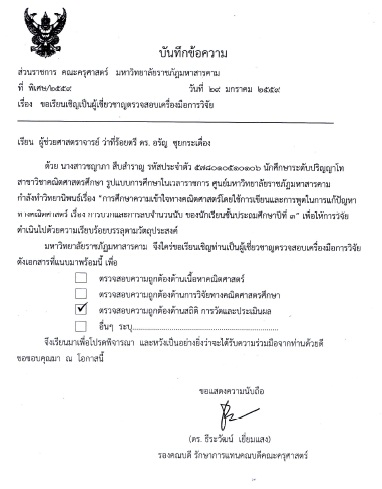 บันทึกข้อความ
ส่วนราชการ คณะครุศาสตร์ มหาวิทยาลัยราชภัฏมหาสารคาม
ที่ พิเศษ/๒๕๕๙ วันที่ ๒๙ มกราคม ๒๕๕๙
เรื่อง ขอเรียนเชิญเป็นผู้เชี่ยวชาญตรวจสอบเครื่องมือการวิจัย
เรียน ผู้ช่วยศาสตราจารย์ ว่าที่ร้อยตรี ดร. อรัญ ซุยกระเดื่อง
ด้วย นางสาวชญาภา สืบสำราญ รหัสประจำตัว ๕๗๘๐๑๐๕๑๐๑๐๖ นักศึกษาระดับปริญญาโท
สาขาวิชาคณิตศาสตรศึกษา รูปแบบการศึกษาในเวลาราชการ ศูนย์มหาวิทยาลัยราชภัฏมหาสารคาม
กำลังทำวิทยานิพนธ์เรื่อง "การศึกษาความเข้าใจทางคณิตศาสตร์โดยใช้การเขียนและการพูดในการแก้ปัญหา
ทางคณิตศาสตร์ เรื่อง การบวกและการลบจำนวนนับ ของนักเรียนชั้นประถมศึกษาปีที่ ๓" เพื่อให้การวิจัย
ดำเนินไปด้วยความเรียบร้อยบรรลุตามวัตถุประสงค์
มหาวิทยาลัยราชภัฏมหาสารคาม จึงใคร่ขอเรียนเชิญท่านเป็นผู้เชี่ยวชาญตรวจสอบเครื่องมือการวิจัย
ดังเอกสารที่แนบมาพร้อมนี้ เพื่อ
ตรวจสอบความถูกต้องด้านเนื้อหาคณิตศาสตร์
ตรวจสอบความถูกต้องด้านการวิจัยทางคณิตศาสตรศึกษา
ตรวจสอบความถูกต้องด้านสถิติ การวัดและประเมินผล
อื่นๆ ระบุ..................................................
จึงเรียนมาเพื่อโปรดพิจารณา และหวังเป็นอย่างยิ่งว่าจะได้รับความร่วมมือจากท่านด้วยดี
ขอขอบคุณมา ณ โอกาสนี้
ขอแสดงความนับถือ
(ดร. ธีระวัฒน์ เยี่ยมแสง)
รองคณบดี รักษาการแทนคณบดีคณะครุศาสตร์